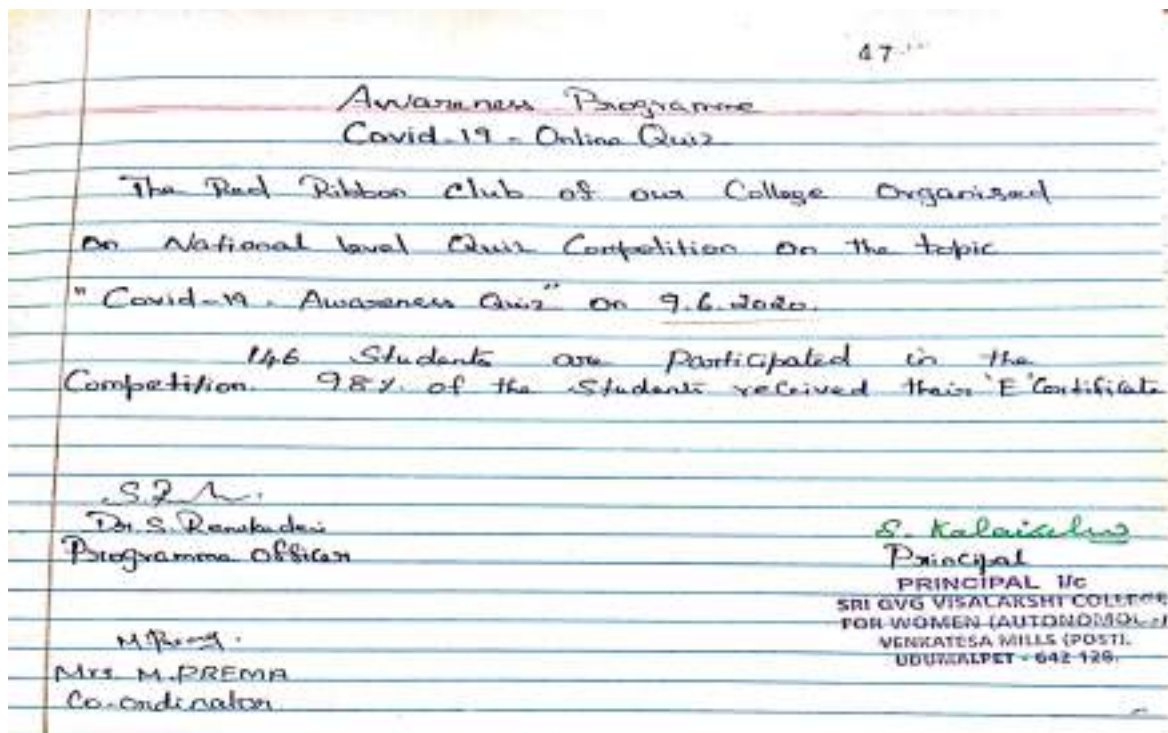 47
Awareness Programme
Covid-19 - Online Quiz
The Red Ribbon Club of our College Organised
on National level Quiz Competition on the topic
"Covid-19 - Awareness Quiz" on 9.6.2020.
146 Students are Participated in the
Competition. 98% of the Students received their 'E' Certificate
Dr. S. Renukadevi
Programme Officer
S. Kalaiselvi
Principal
PRINCIPAL I/c
SRI GVG VISALAKSHI COLLEGE
FOR WOMEN (AUTONOMOUS)
VENKATESA MILLS (POST),
UDUMALPET - 642 128.
M. Prema
Mrs. M. PREMA
Co-ordinator